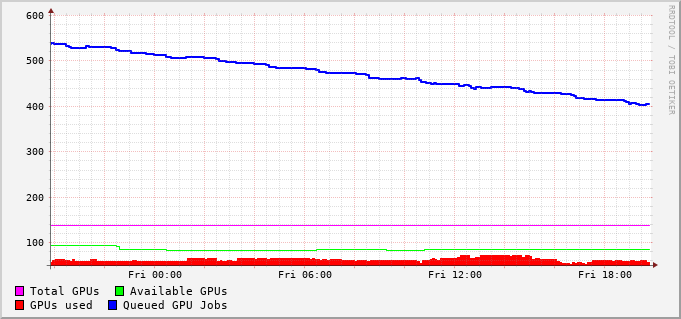 600
500
400
300
200
100
Fri 00:00 Fri 06:00 Fri 12:00 Fri 18:00
Total GPUs Available GPUs
GPUs used Queued GPU Jobs
RRDTOOL / TOBI OETIKER